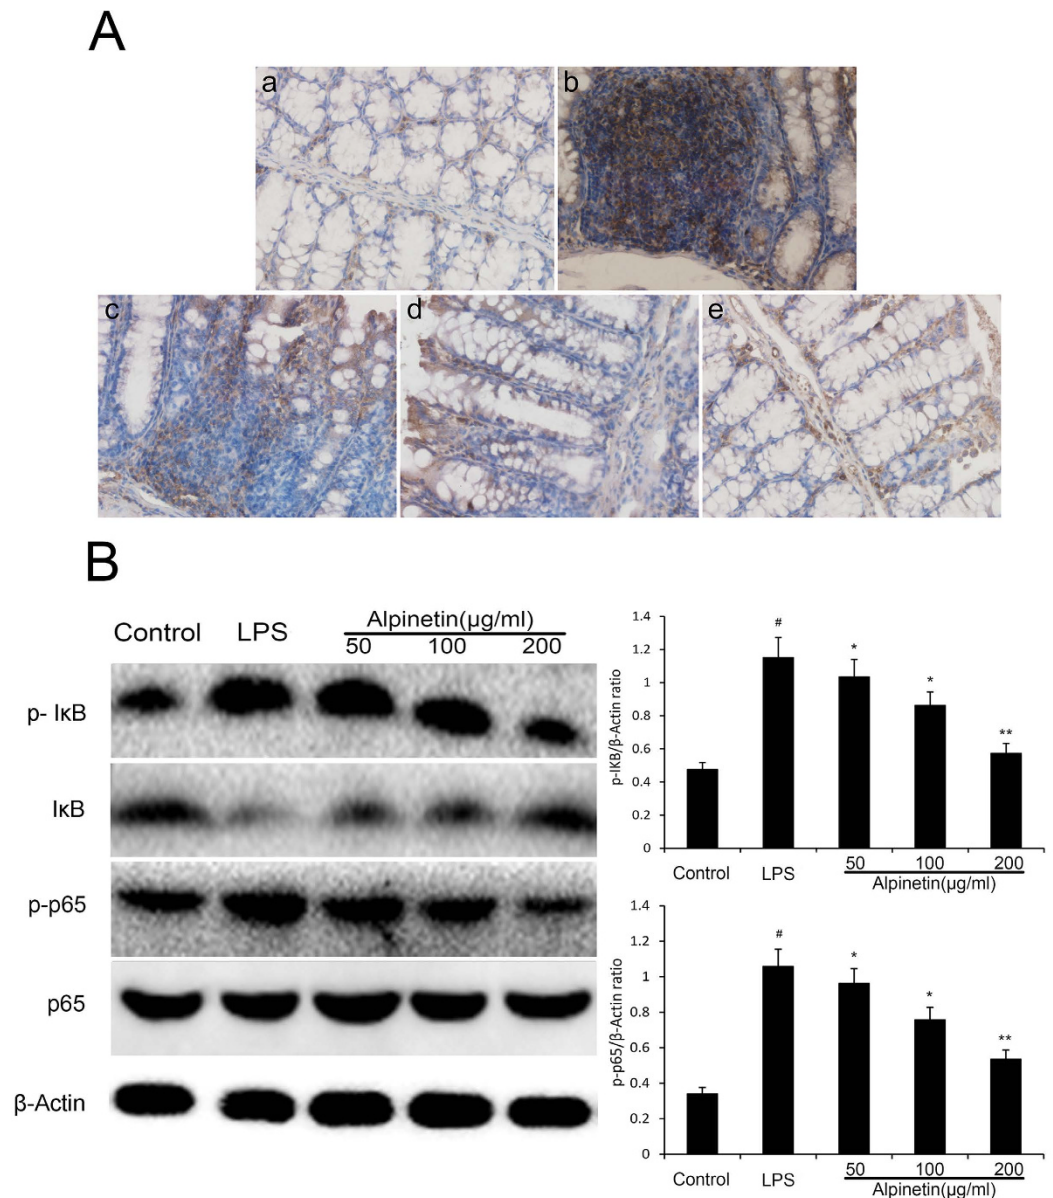 A
a
b
c
d
e
B
Control LPS Alpinetin(μg/ml)
50 100 200
p- IκB
IκB
p-p65
p65
β-Actin
p-IKB/β-Actin ratio
1.4
1.2
1
0.8
0.6
0.4
0.2
0
#
*
*
**
Control LPS 50 100 200
Alpinetin(μg/ml)
p-p65/β-Actin ratio
1.4
1.2
1
0.8
0.6
0.4
0.2
0
#
*
*
**
Control LPS 50 100 200
Alpinetin(μg/ml)